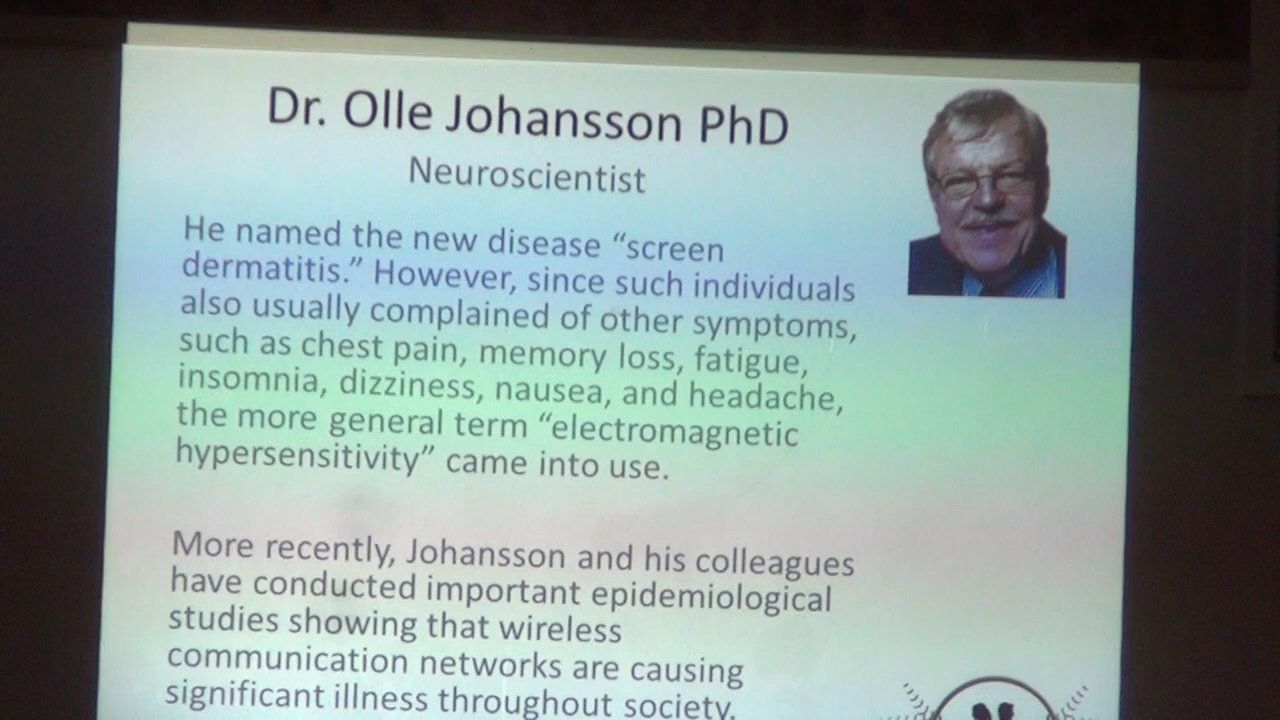 Dr. Olle Johansson PhD
Neuroscientist
He named the new disease “screen
dermatitis.” However, since such individuals
also usually complained of other symptoms,
such as chest pain, memory loss, fatigue,
insomnia, dizziness, nausea, and headache,
the more general term “electromagnetic
hypersensitivity” came into use.
More recently, Johansson and his colleagues
have conducted important epidemiological
studies showing that wireless
communication networks are causing
significant illness throughout society.